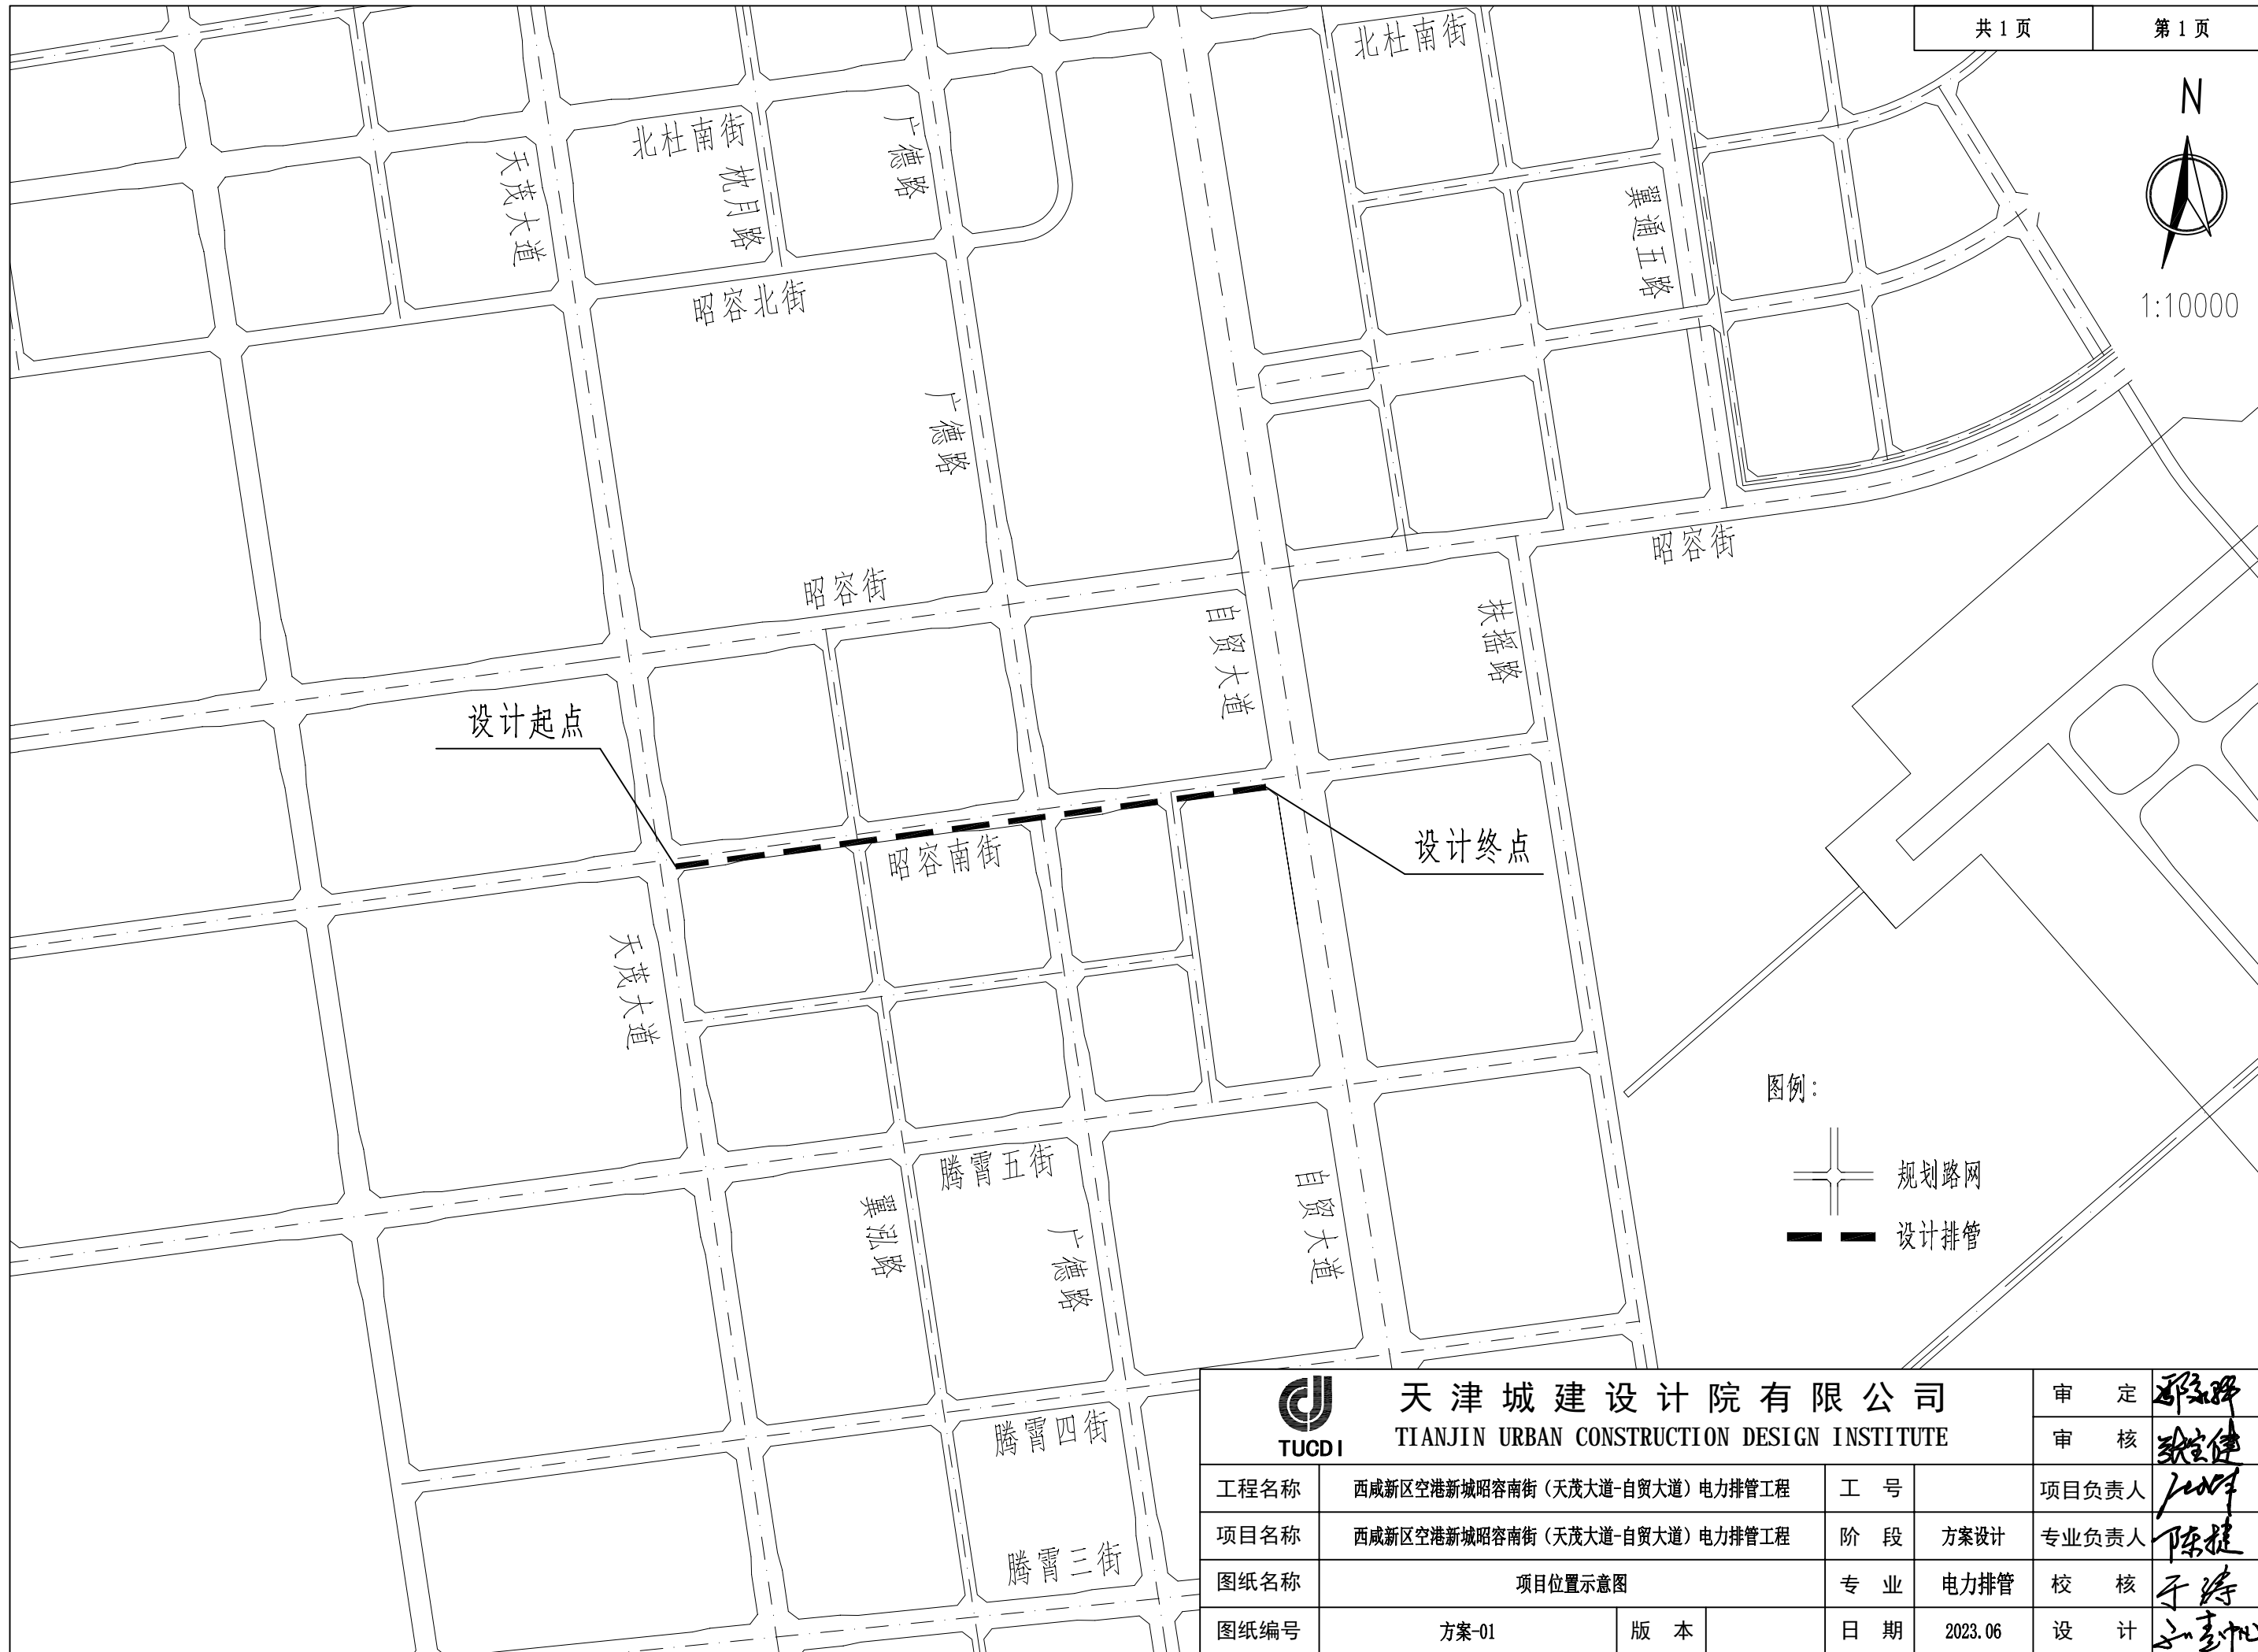 共 1 页
第 1 页
北杜南街
N
1:10000
北杜南街
广德路
天茂大道
枕月路
翼通五路
昭容北街
广德路
昭容街
昭容街
自贸大道
扶摇路
设计起点
昭容南街
设计终点
天茂大道
图例：
规划路网
设计排管
腾霄五街
翼泓路
广德路
自贸大道
腾霄四街
腾霄三街
TUCDI
天津城建设计院有限公司
TIANJIN URBAN CONSTRUCTION DESIGN INSTITUTE
审 定
审 核
工程名称 西咸新区空港新城昭容南街（天茂大道-自贸大道）电力排管工程 工 号 项目负责人
项目名称 西咸新区空港新城昭容南街（天茂大道-自贸大道）电力排管工程 阶 段 方案设计 专业负责人 陈捷
图纸名称 项目位置示意图 专 业 电力排管 校 核 于涛
图纸编号 方案-01 版 本 日 期 2023.06 设 计